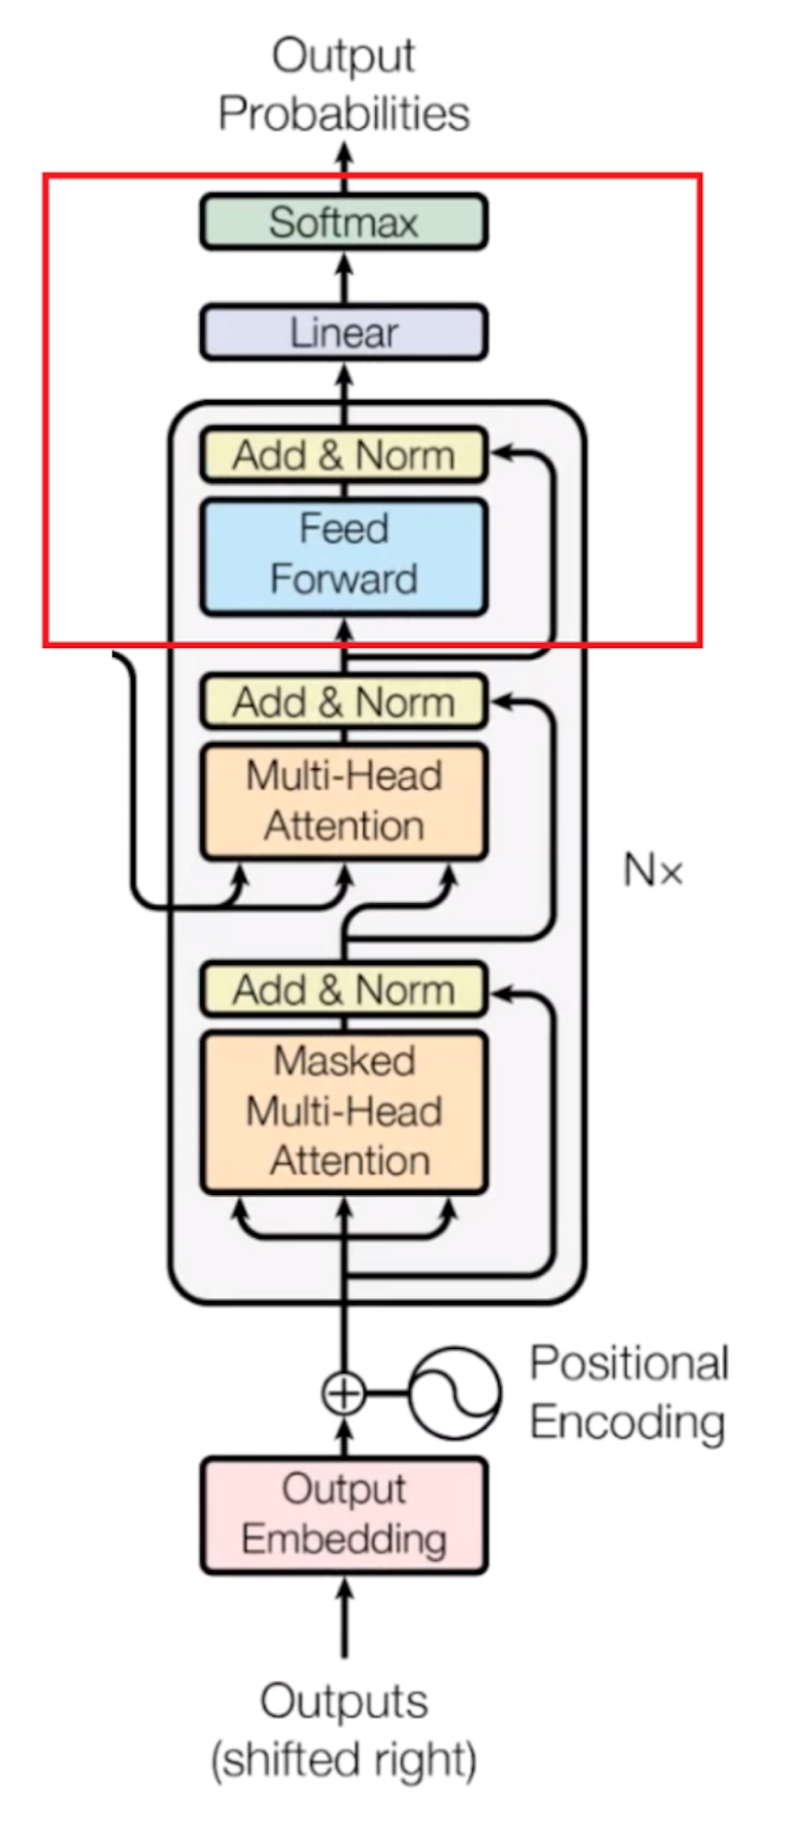 Output
Probabilities
Softmax
Linear
Add & Norm
Feed
Forward
Add & Norm
Multi-Head
Attention
N×
Add & Norm
Masked
Multi-Head
Attention
Positional
Encoding
Output
Embedding
Outputs
(shifted right)